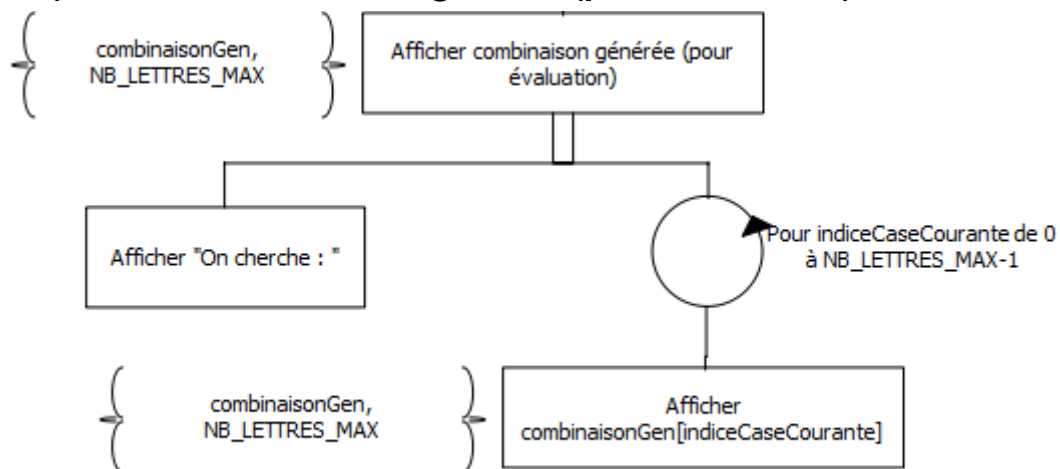 combinaisonGen,
NB_LETTRES_MAX
Afficher combinaison générée (pour
évaluation)
Afficher "On cherche : "
Pour indiceCaseCourante de 0
à NB_LETTRES_MAX-1
combinaisonGen,
NB_LETTRES_MAX
Afficher
combinaisonGen[indiceCaseCourante]